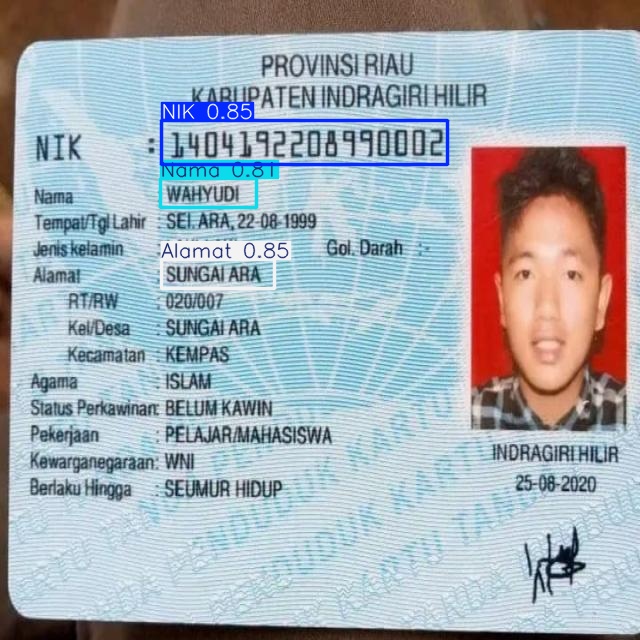 PROVINSI RIAU
KABUPATEN INDRAGIRI HILIR
NIK 0.85
NIK : 1404192208990002
Nama 0.81
Nama WAHYUDI
Tempat/Tgl Lahir : SEI. ARA, 22-08-1999
Jenis kelamin Gol. Darah : -
Alamat 0.85
Alamat SUNGAI ARA
RT/RW : 020/007
Kel/Desa : SUNGAI ARA
Kecamatan : KEMPAS
Agama : ISLAM
Status Perkawinan: BELUM KAWIN
Pekerjaan : PELAJAR/MAHASISWA
Kewarganegaraan: WNI
Berlaku Hingga : SEUMUR HIDUP
INDRAGIRI HILIR
25-08-2020